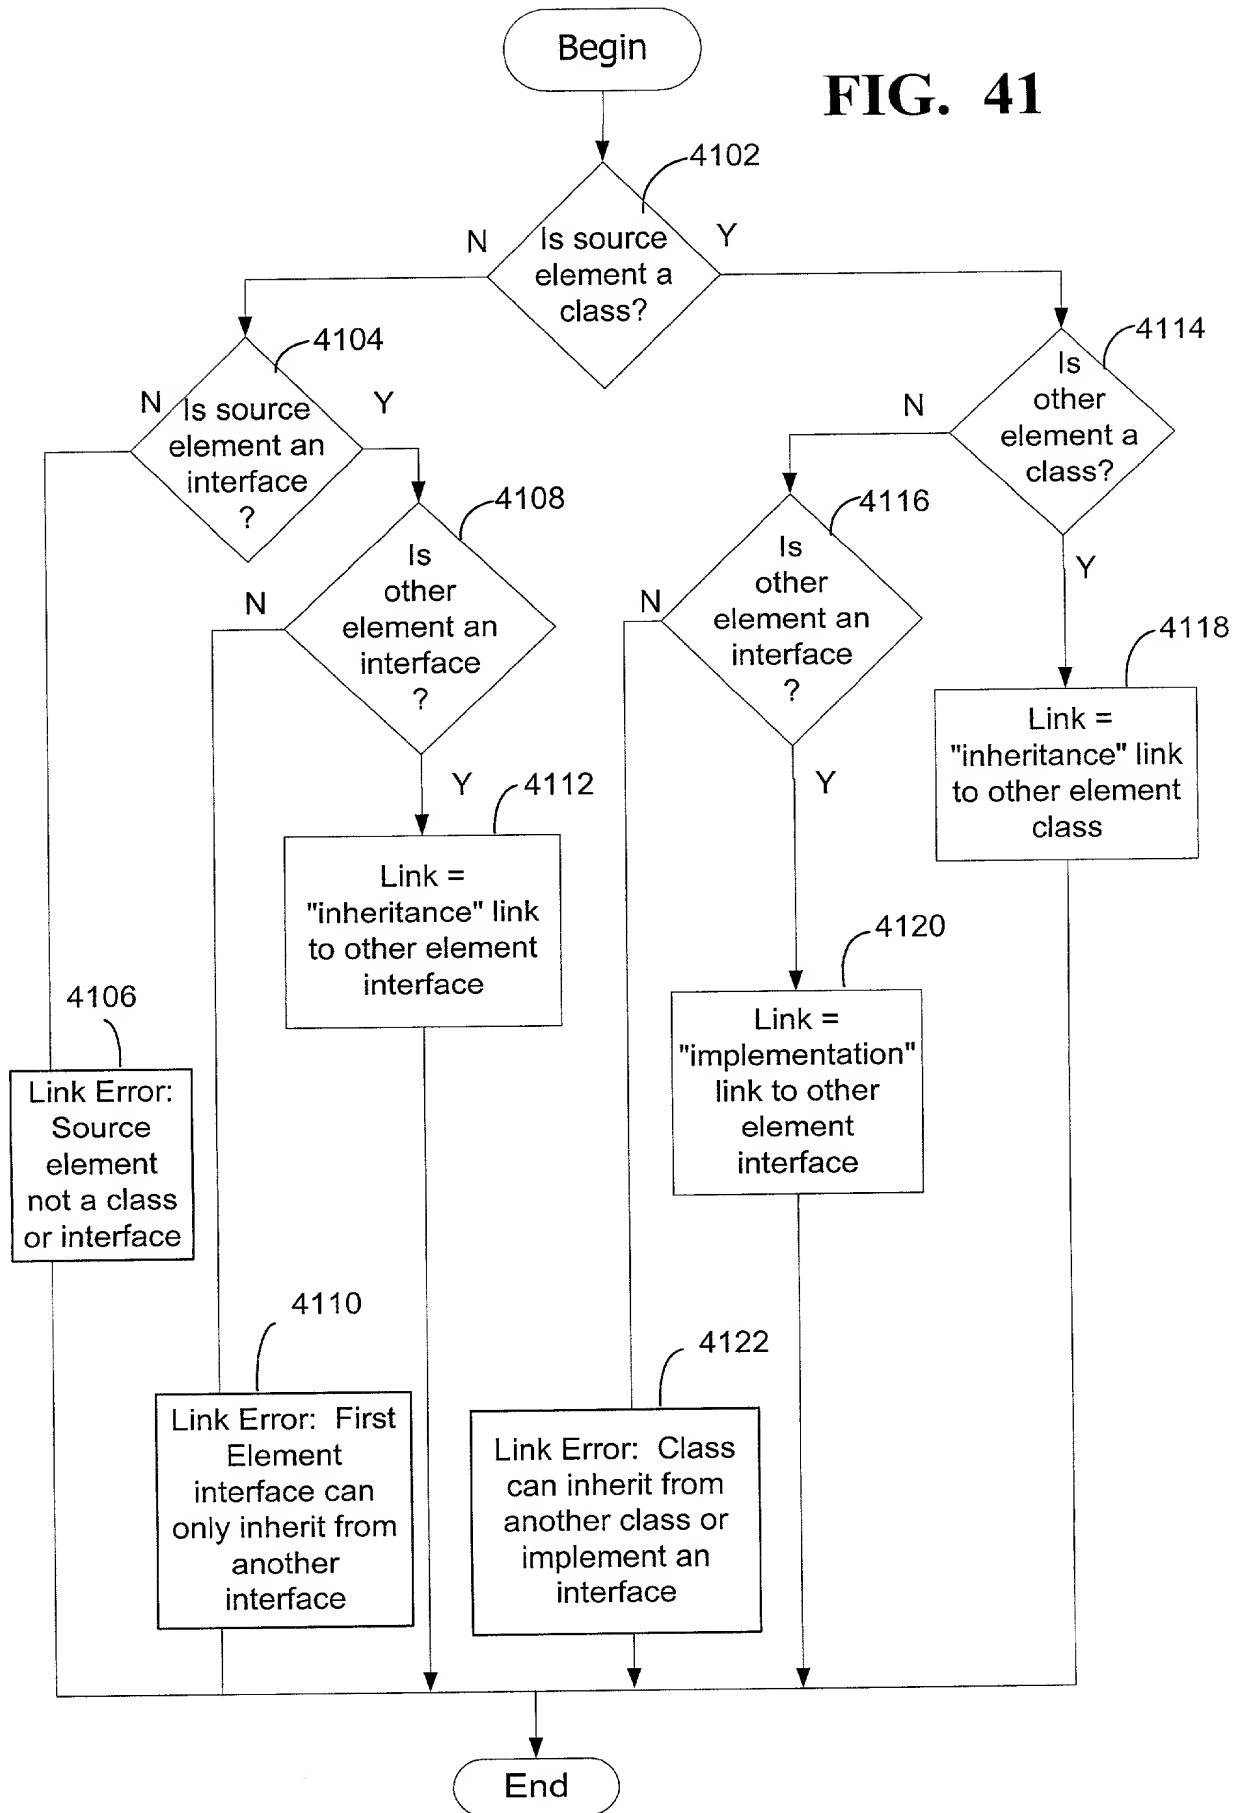 Begin
FIG. 41
4102
N
Y
Is source
element a
class?
4104
N
Y
Is source
element an
interface
?
4114
N
Is
other
element a
class?
Y
4108
N
Is
other
element an
interface
?
Y
4116
N
Is
other
element an
interface
?
Y
4118
Link =
"inheritance" link
to other element
class
4112
Link =
"inheritance" link
to other element
interface
4120
Link =
"implementation"
link to other
element
interface
4106
Link Error:
Source
element
not a class
or interface
4110
Link Error:  First
Element
interface can
only inherit from
another
interface
4122
Link Error:  Class
can inherit from
another class or
implement an
interface
End